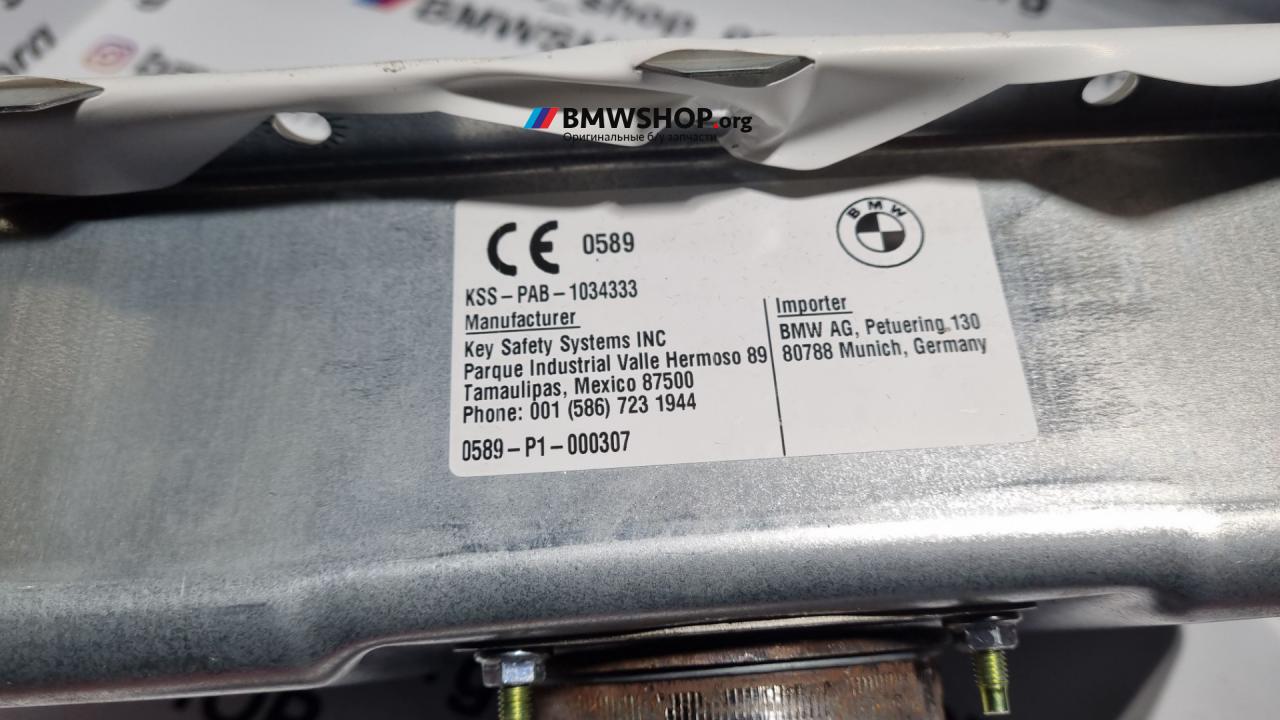 _shop_
BMWSH
BMWSHOP.org
Оригинальные б/у запчасти
BMW
CE 0589
KSS-PAB-1034333
Manufacturer
Key Safety Systems INC
Parque Industrial Valle Hermoso 89
Tamaulipas, Mexico 87500
Phone: 001 (586) 723 1944
0589-P1-000307
Importer
BMW AG, Petuering 130
80788 Munich, Germany